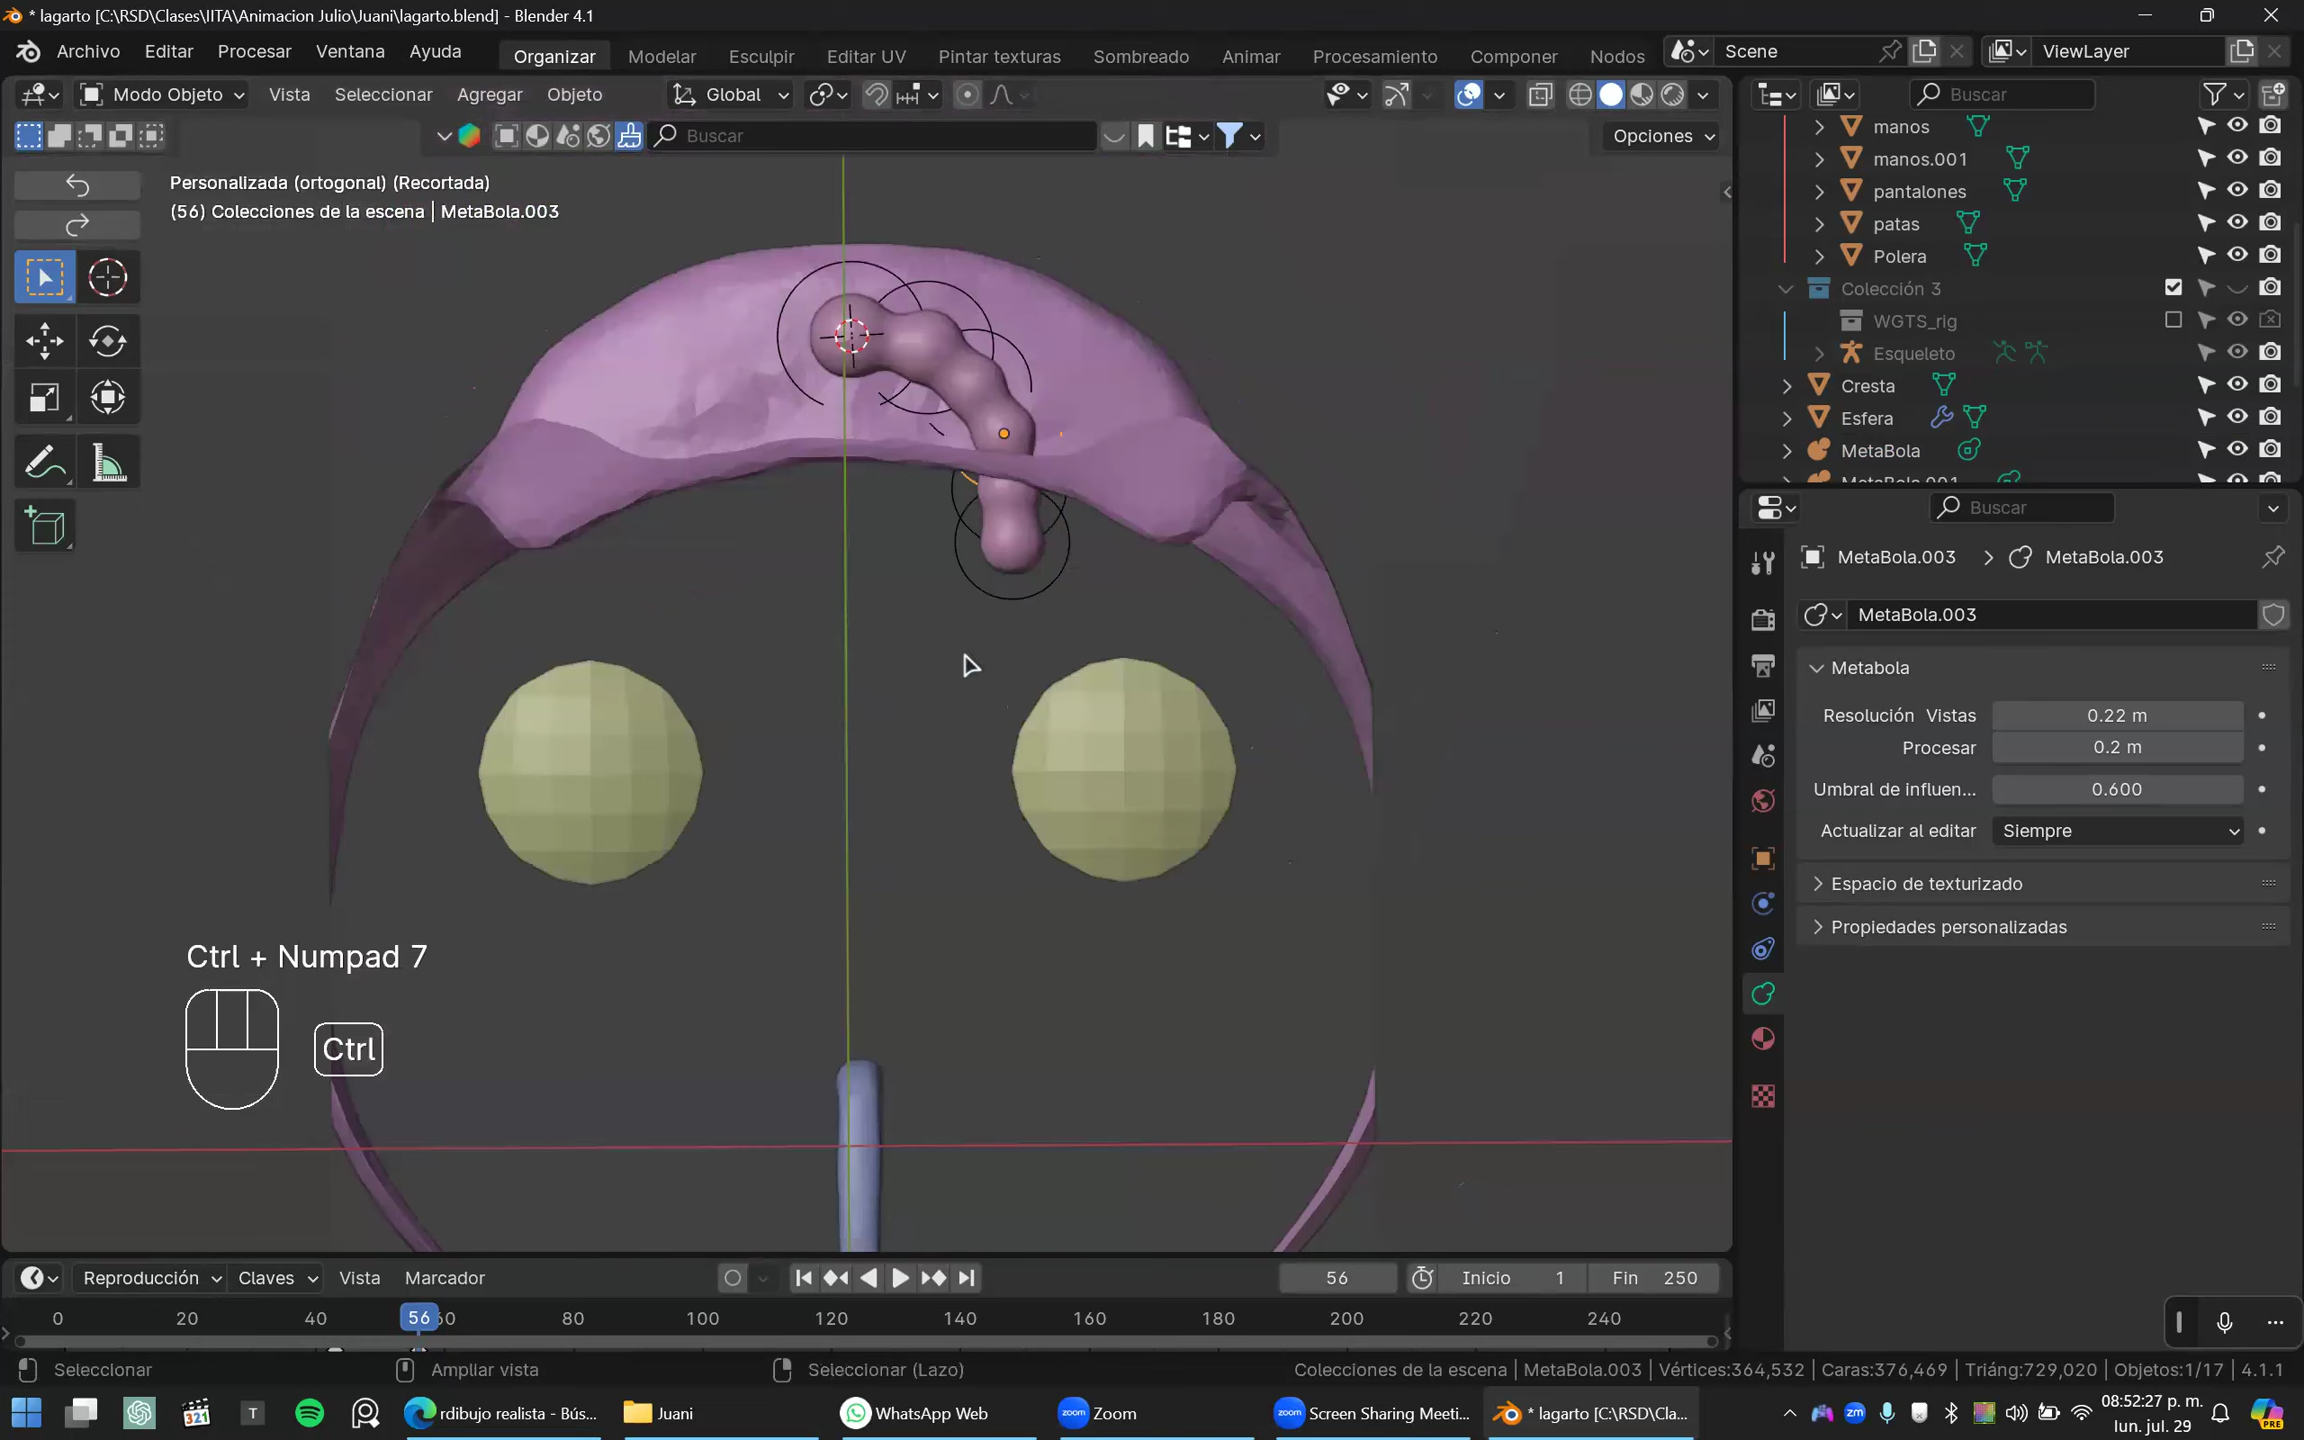 * lagarto [C:\RSD\Clases\IITA\Animacion Julio\Juani\lagarto.blend] - Blender 4.1
Archivo Editar Procesar Ventana Ayuda Organizar Modelar Esculpir Editar UV Pintar texturas Sombreado Animar Procesamiento Componer Nodos Scene ViewLayer
Modo Objeto Vista Seleccionar Agregar Objeto Global Buscar
Buscar Opciones
Personalizada (ortogonal) (Recortada)
(56) Colecciones de la escena | MetaBola.003
manos
manos.001
pantalones
patas
Polera
Colección 3
WGTS_rig
Esqueleto
Cresta
Esfera
MetaBola
Buscar
MetaBola.003 > MetaBola.003
MetaBola.003
Metabola
Resolución Vistas 0.22 m
Procesar 0.2 m
Umbral de influen... 0.600
Actualizar al editar Siempre
Espacio de texturizado
Propiedades personalizadas
Ctrl + Numpad 7
Ctrl
Reproducción Claves Vista Marcador 56 Inicio 1 Fin 250
0 20 40 56 60 80 100 120 140 160 180 200 220 240
Seleccionar Ampliar vista Seleccionar (Lazo) Colecciones de la escena | MetaBola.003 | Vértices:364,532 | Caras:376,469 | Triáng:729,020 | Objetos:1/17 | 4.1.1
321 T rdibujo realista - Bús... Juani WhatsApp Web zoom Zoom zoom Screen Sharing Meeti... * lagarto [C:\RSD\Cla... zm 08:52:27 p. m.
lun. jul. 29
PRE